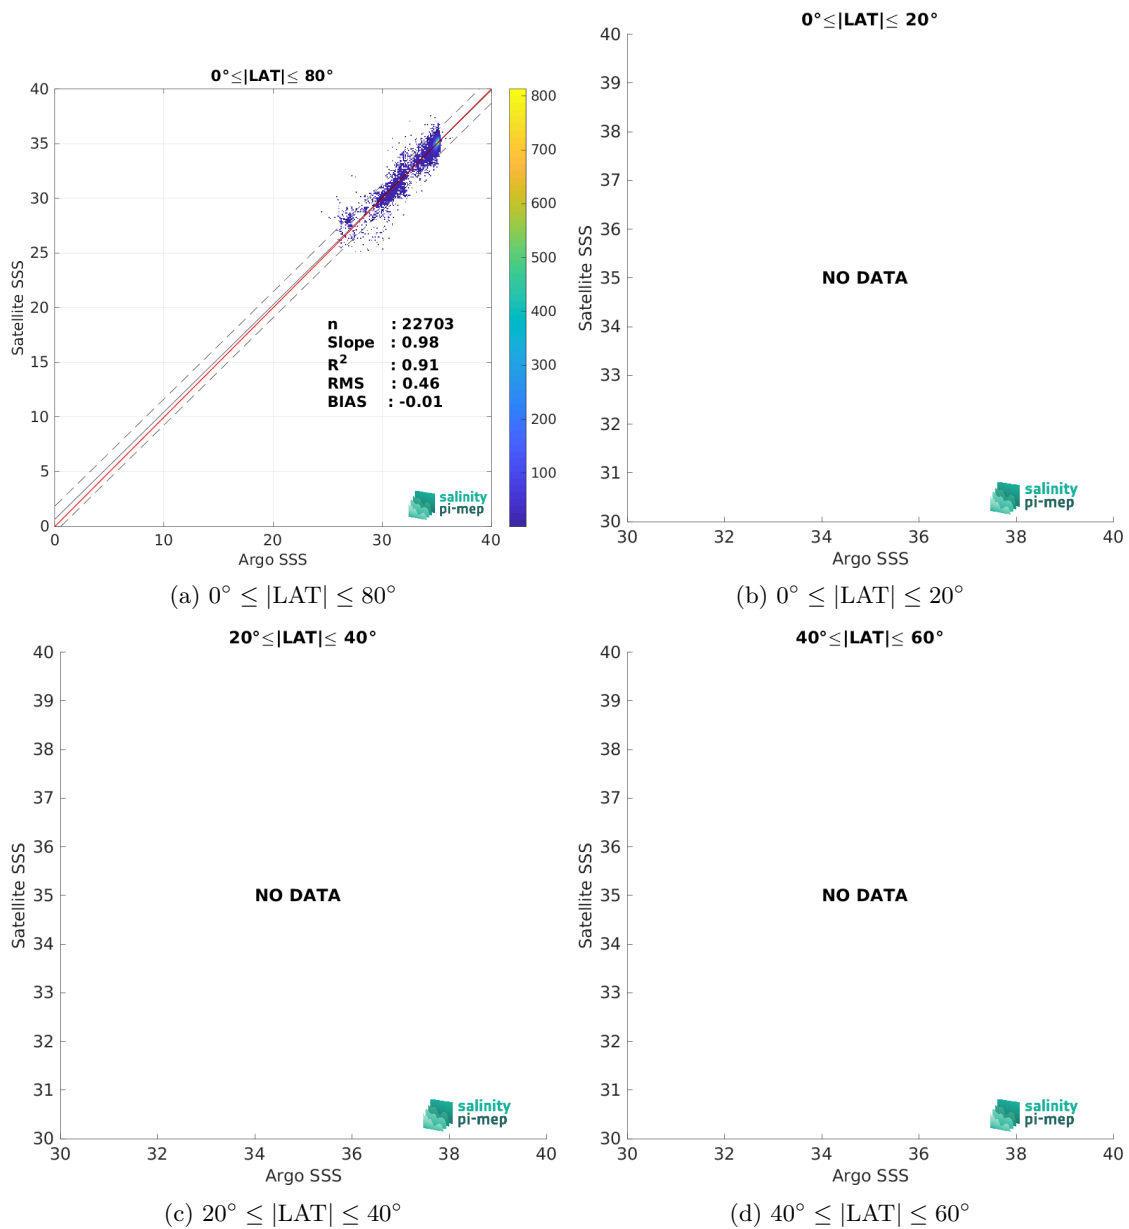 0°≤|LAT|≤ 80°
40
35
30
25
20
15
10
5
0
Satellite SSS
0
10
20
30
40
Argo SSS
n : 22703
Slope : 0.98
R² : 0.91
RMS : 0.46
BIAS : -0.01
salinity
pi-mep
800
700
600
500
400
300
200
100
(a) 0° ≤ |LAT| ≤ 80°
0°≤|LAT|≤ 20°
40
39
38
37
36
35
34
33
32
31
30
Satellite SSS
NO DATA
salinity
pi-mep
30
32
34
36
38
40
Argo SSS
(b) 0° ≤ |LAT| ≤ 20°
20°≤|LAT|≤ 40°
40
39
38
37
36
35
34
33
32
31
30
Satellite SSS
NO DATA
salinity
pi-mep
30
32
34
36
38
40
Argo SSS
(c) 20° ≤ |LAT| ≤ 40°
40°≤|LAT|≤ 60°
40
39
38
37
36
35
34
33
32
31
30
Satellite SSS
NO DATA
salinity
pi-mep
30
32
34
36
38
40
Argo SSS
(d) 40° ≤ |LAT| ≤ 60°